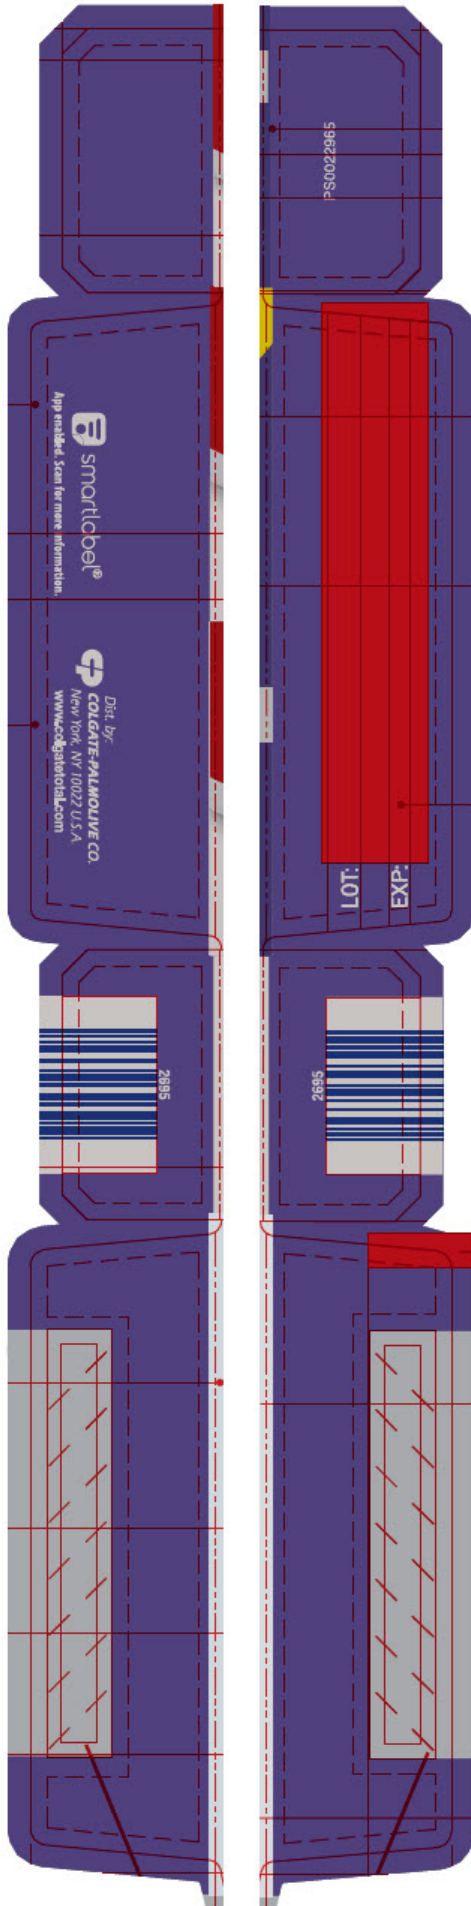 PS0022965
smartlabel®
App enabled. Scan for more information.
Dist. by:
COLGATE-PALMOLIVE CO.
New York, NY 10022 U.S.A.
www.colgatetotal.com
LOT:
EXP:
2695
2695